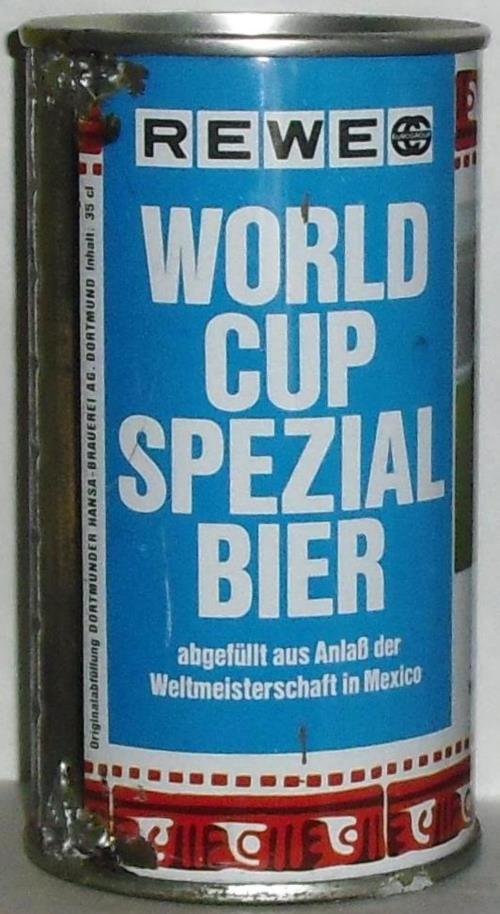 REWE
EUROGROUP
WORLD
CUP
SPEZIAL
BIER
abgefüllt aus Anlaß der
Weltmeisterschaft in Mexico
Originalabfüllung DORTMUNDER HANSA-BRAUEREI AG. DORTMUND Inhalt: 35 cl